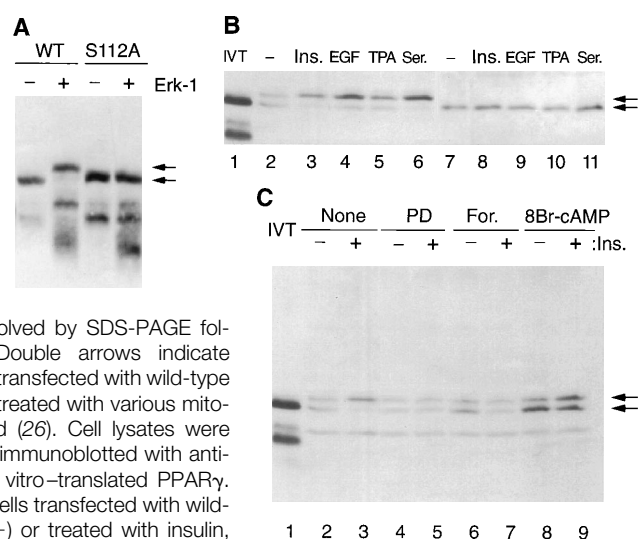 A
WT S112A
– + – + Erk-1
B
IVT – Ins. EGF TPA Ser. – Ins. EGF TPA Ser.
1 2 3 4 5 6 7 8 9 10 11
C
IVT None PD For. 8Br-cAMP
– + – + – + – + :Ins.
1 2 3 4 5 6 7 8 9
olved by SDS-PAGE fol-
Double arrows indicate
transfected with wild-type
treated with various mito-
d (26). Cell lysates were
immunoblotted with anti-
vitro–translated PPARγ.
cells transfected with wild-
–) or treated with insulin,